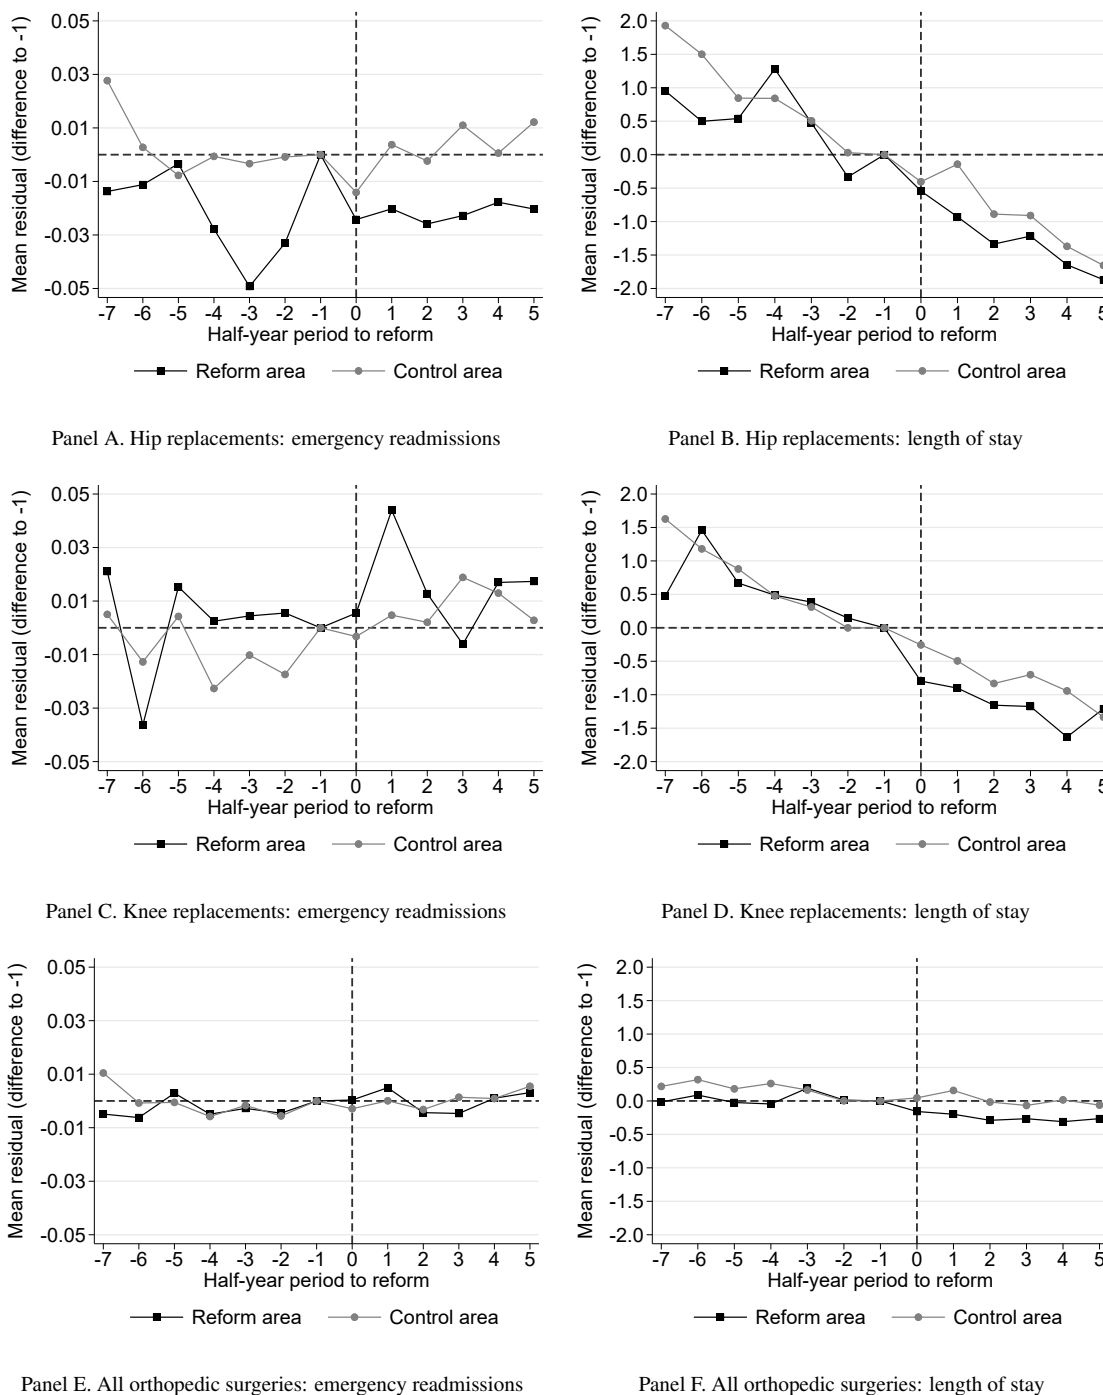 Mean residual (difference to -1)
0.05
0.03
0.01
-0.01
-0.03
-0.05
-7 -6 -5 -4 -3 -2 -1 0 1 2 3 4 5
Half-year period to reform
Reform area Control area
Panel A. Hip replacements: emergency readmissions
Mean residual (difference to -1)
2.0
1.5
1.0
0.5
0.0
-0.5
-1.0
-1.5
-2.0
-7 -6 -5 -4 -3 -2 -1 0 1 2 3 4 5
Half-year period to reform
Reform area Control area
Panel B. Hip replacements: length of stay
Mean residual (difference to -1)
0.05
0.03
0.01
-0.01
-0.03
-0.05
-7 -6 -5 -4 -3 -2 -1 0 1 2 3 4 5
Half-year period to reform
Reform area Control area
Panel C. Knee replacements: emergency readmissions
Mean residual (difference to -1)
2.0
1.5
1.0
0.5
0.0
-0.5
-1.0
-1.5
-2.0
-7 -6 -5 -4 -3 -2 -1 0 1 2 3 4 5
Half-year period to reform
Reform area Control area
Panel D. Knee replacements: length of stay
Mean residual (difference to -1)
0.05
0.03
0.01
-0.01
-0.03
-0.05
-7 -6 -5 -4 -3 -2 -1 0 1 2 3 4 5
Half-year period to reform
Reform area Control area
Panel E. All orthopedic surgeries: emergency readmissions
Mean residual (difference to -1)
2.0
1.5
1.0
0.5
0.0
-0.5
-1.0
-1.5
-2.0
-7 -6 -5 -4 -3 -2 -1 0 1 2 3 4 5
Half-year period to reform
Reform area Control area
Panel F. All orthopedic surgeries: length of stay